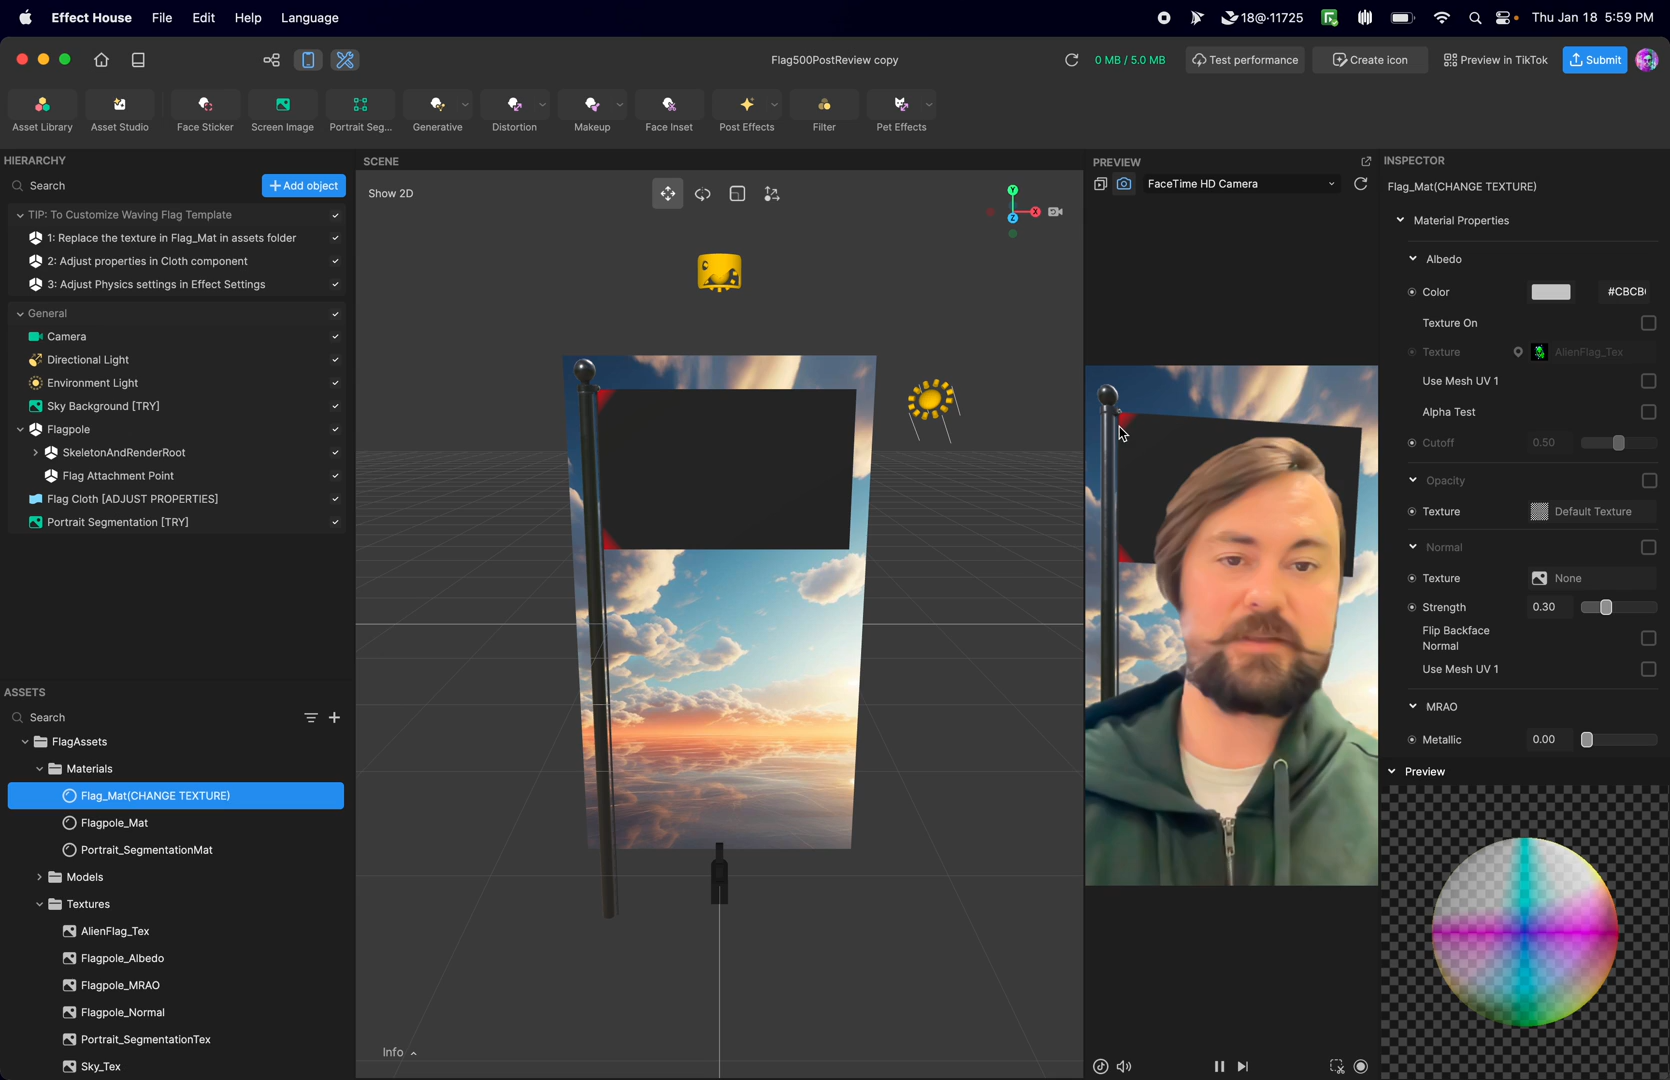 Effect House File Edit Help Language
18@·11725 Thu Jan 18 5:59 PM
Flag500PostReview copy
0 MB / 5.0 MB Test performance Create icon Preview in TikTok Submit
Asset Library Asset Studio Face Sticker Screen Image Portrait Seg... Generative Distortion Makeup Face Inset Post Effects Filter Pet Effects
HIERARCHY
Search + Add object
TIP: To Customize Waving Flag Template
1: Replace the texture in Flag_Mat in assets folder
2: Adjust properties in Cloth component
3: Adjust Physics settings in Effect Settings
General
Camera
Directional Light
Environment Light
Sky Background [TRY]
Flagpole
SkeletonAndRenderRoot
Flag Attachment Point
Flag Cloth [ADJUST PROPERTIES]
Portrait Segmentation [TRY]
ASSETS
Search
FlagAssets
Materials
Flag_Mat(CHANGE TEXTURE)
Flagpole_Mat
Portrait_SegmentationMat
Models
Textures
AlienFlag_Tex
Flagpole_Albedo
Flagpole_MRAO
Flagpole_Normal
Portrait_SegmentationTex
Sky_Tex
SCENE
Show 2D
Y
X
Z
Info
PREVIEW
FaceTime HD Camera
INSPECTOR
Flag_Mat(CHANGE TEXTURE)
Material Properties
Albedo
Color #CBCB
Texture On
Texture AlienFlag_Tex
Use Mesh UV 1
Alpha Test
Cutoff 0.50
Opacity
Texture Default Texture
Normal
Texture None
Strength 0.30
Flip Backface
Normal
Use Mesh UV 1
MRAO
Metallic 0.00
Preview